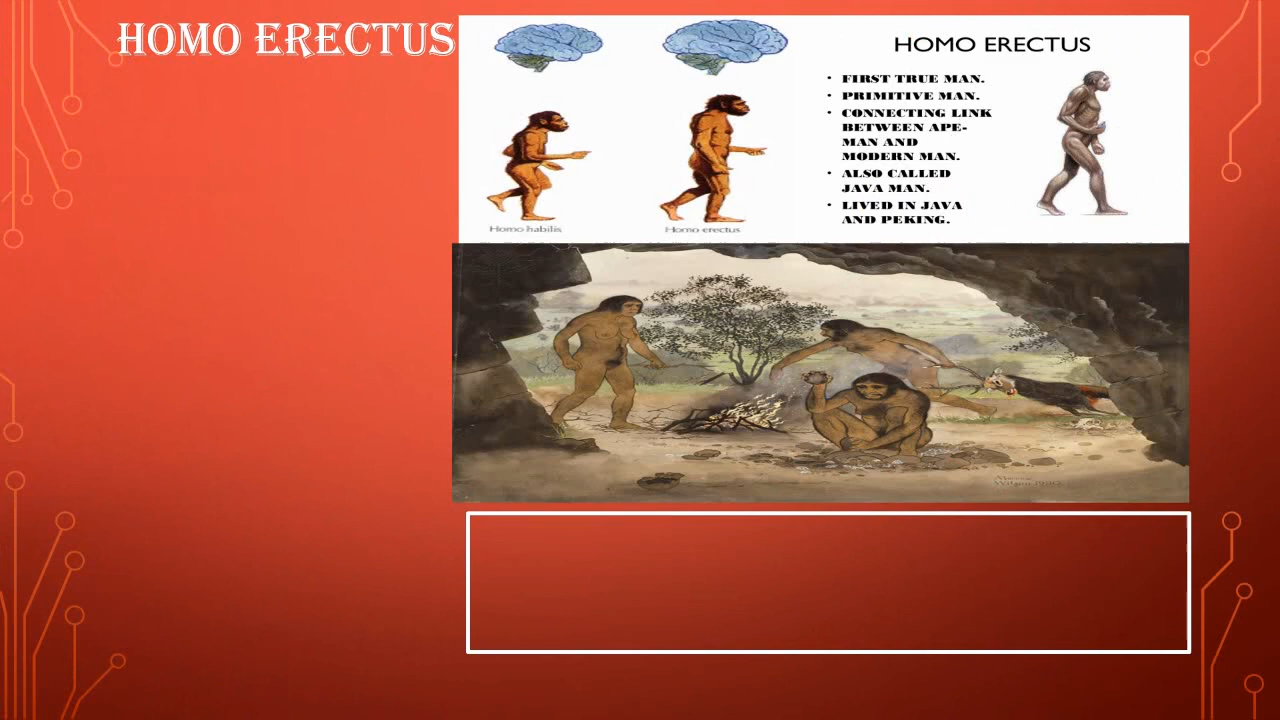 HOMO ERECTUS
HOMO ERECTUS
• FIRST TRUE MAN.
• PRIMITIVE MAN.
• CONNECTING LINK
BETWEEN APE-
MAN AND
MODERN MAN.
• ALSO CALLED
JAVA MAN.
• LIVED IN JAVA
AND PEKING.
Homo habilis
Homo erectus